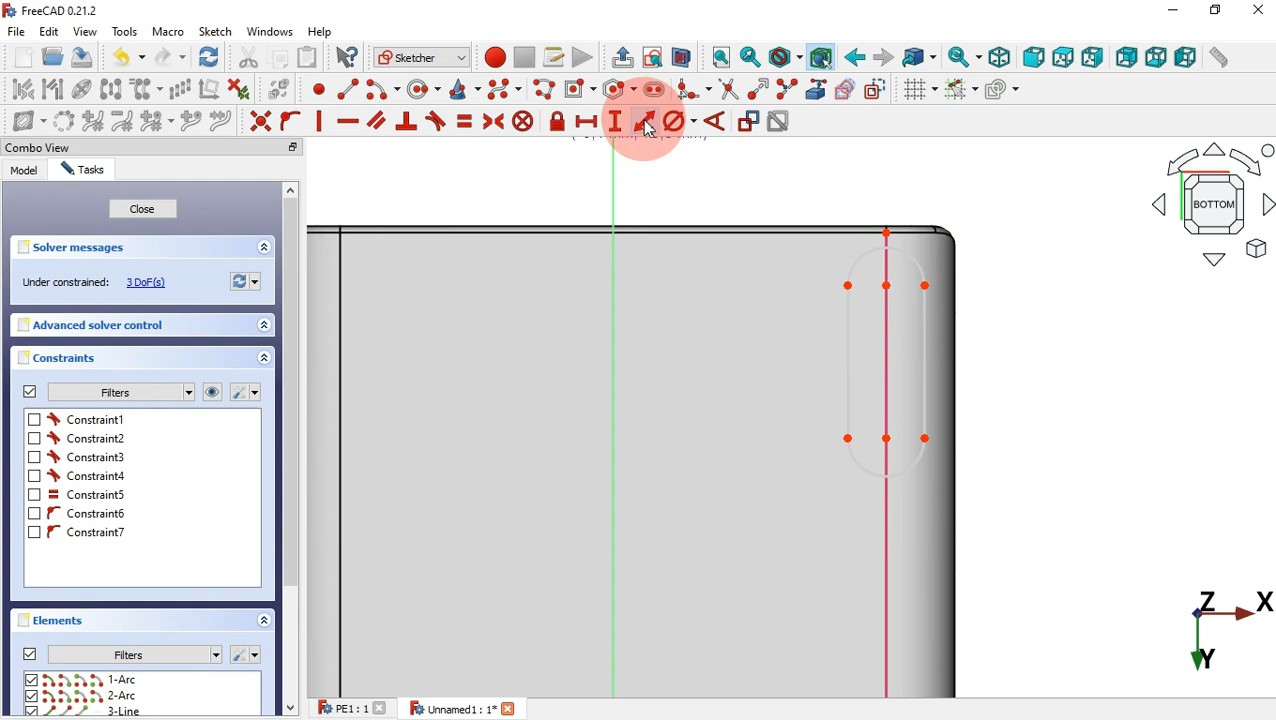 FreeCAD 0.21.2
File Edit View Tools Macro Sketch Windows Help
Sketcher
Combo View
Model Tasks
Close
Solver messages
Under constrained: 3 DoF(s)
Advanced solver control
Constraints
Filters
Constraint1
Constraint2
Constraint3
Constraint4
Constraint5
Constraint6
Constraint7
Elements
Filters
1-Arc
2-Arc
3-Line
BOTTOM
Z X
Y
PE1 : 1 Unnamed1 : 1*